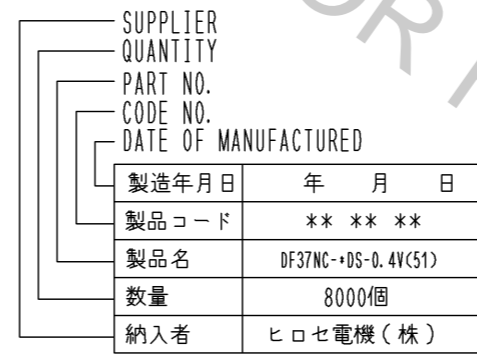 SUPPLIER
QUANTITY
PART NO.
CODE NO.
DATE OF MANUFACTURED
製造年月日 年 月 日
製品コード ** ** **
製品名 DF37NC-*DS-0.4V(51)
数量 8000個
納入者 ヒロセ電機(株)